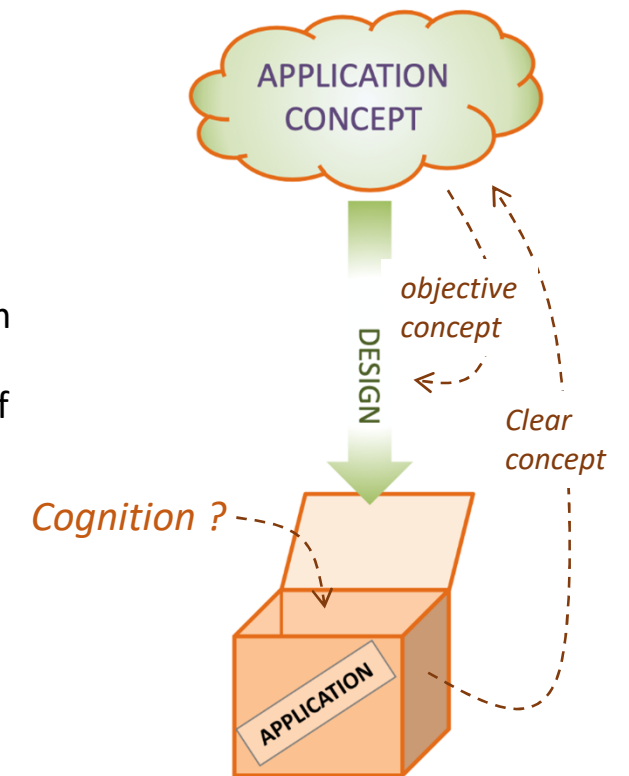 APPLICATION
CONCEPT
objective
concept
DESIGN
Clear
concept
Cognition ?
APPLICATION